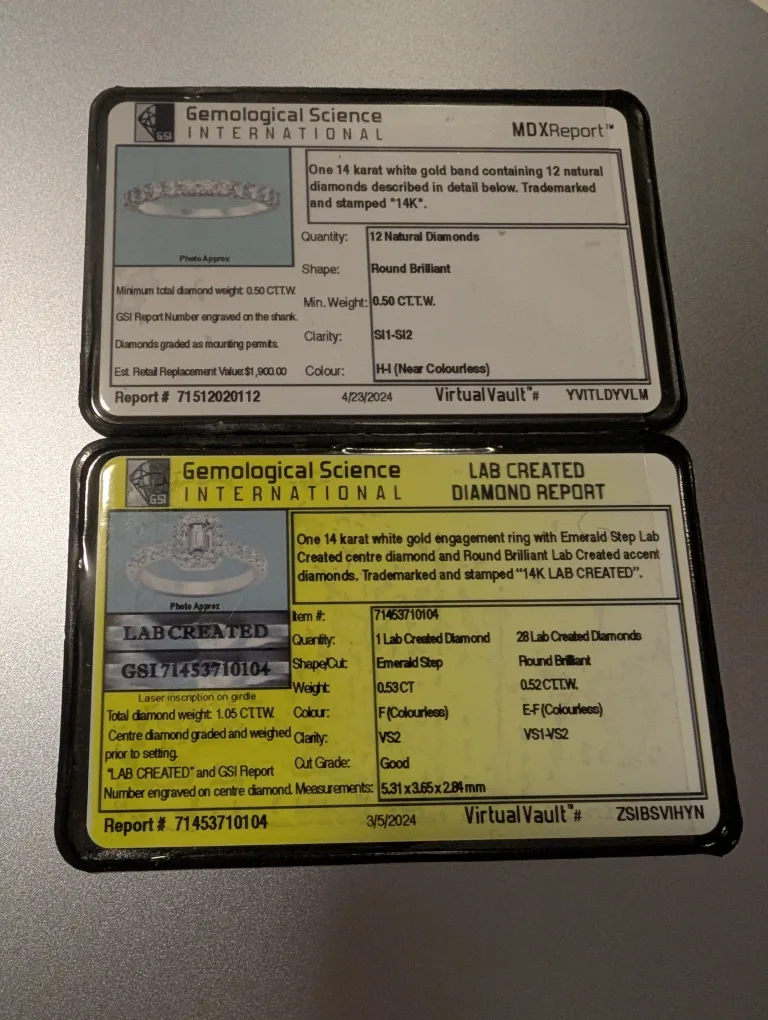 GSI
Gemological Science
INTERNATIONAL
MDXReport™
One 14 karat white gold band containing 12 natural
diamonds described in detail below. Trademarked
and stamped "14K".
Photo Approx
Quantity: 12 Natural Diamonds
Shape: Round Brilliant
Minimum total diamond weight: 0.50 CT.T.W.
Min. Weight: 0.50 CT.T.W.
GSI Report Number engraved on the shank.
Clarity: SI1-SI2
Diamonds graded as mounting permits.
Est. Retail Replacement Value:$1,900.00
Colour: H-I (Near Colourless)
Report # 71512020112
4/23/2024
VirtualVault™# YVITLDYVLM
GSI
Gemological Science
INTERNATIONAL
LAB CREATED
DIAMOND REPORT
One 14 karat white gold engagement ring with Emerald Step Lab
Created centre diamond and Round Brilliant Lab Created accent
diamonds. Trademarked and stamped "14K LAB CREATED".
Photo Approx
LAB CREATED
GSI 71453710104
Laser inscription on girdle
Item #: 71453710104
Quantity: 1 Lab Created Diamond 28 Lab Created Diamonds
Shape/Cut: Emerald Step Round Brilliant
Weight: 0.53 CT 0.52 CT.T.W.
Colour: F (Colourless) E-F (Colourless)
Clarity: VS2 VS1-VS2
Cut Grade: Good
Measurements: 5.31 x 3.65 x 2.84 mm
Total diamond weight: 1.05 CT.T.W.
Centre diamond graded and weighed
prior to setting.
"LAB CREATED" and GSI Report
Number engraved on centre diamond.
Report # 71453710104
3/5/2024
VirtualVault™# ZSIBSVIHYN